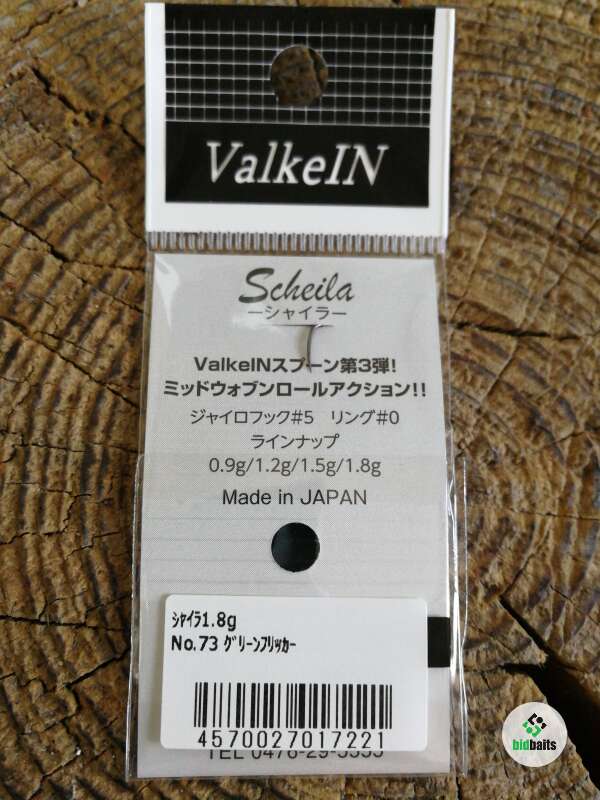 ValkeIN
Scheila
ーシャイラー
ValkeINスプーン第3弾!
ミッドウォブンロールアクション!!
ジャイロフック#5 リング#0
ラインナップ
0.9g/1.2g/1.5g/1.8g
Made in JAPAN
ｼｬｲﾗ1.8g
No.73 ｸﾞﾘｰﾝﾌﾘｯｶｰ
4570027017221
TEL
bidbaits